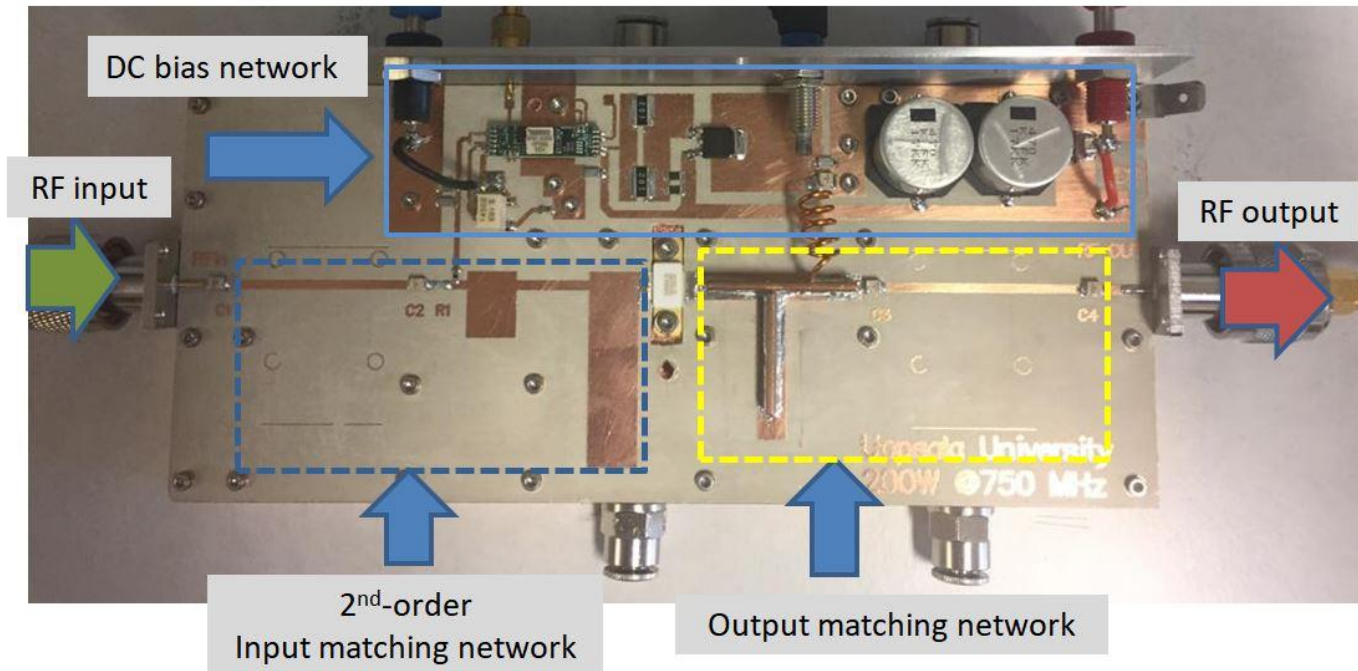 DC bias network
RF input
RF output
C2 R1
C3
C4
Uppsala University
200W @750 MHz
2nd-order
Input matching network
Output matching network